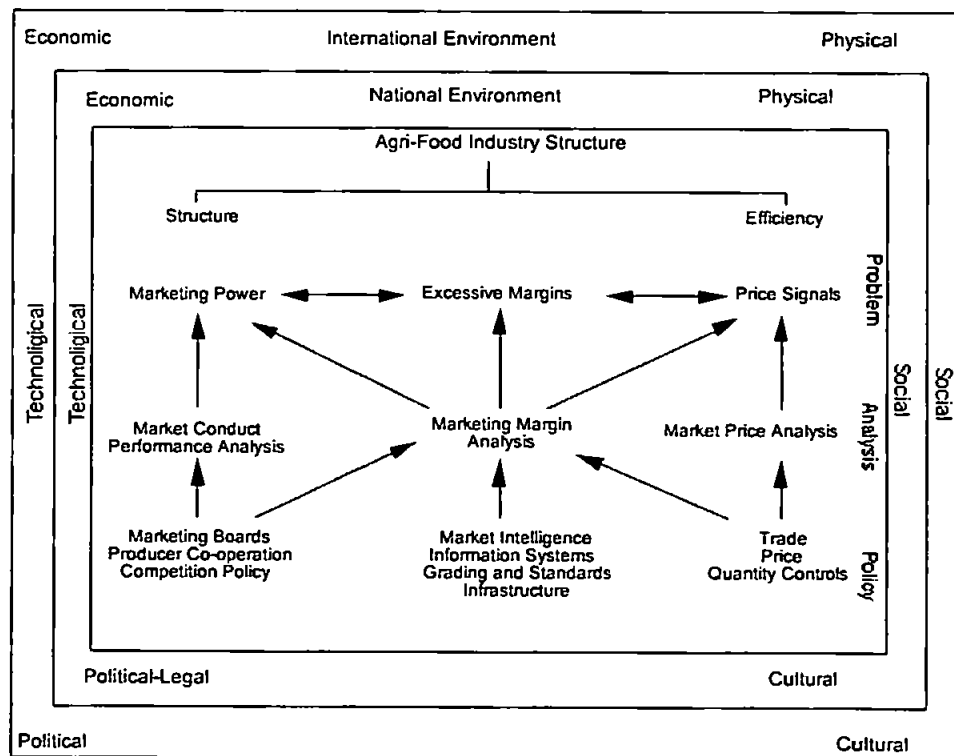 Economic International Environment Physical
Economic National Environment Physical
Agri-Food Industry Structure
Structure Efficiency
Problem
Marketing Power Excessive Margins Price Signals
Technoligical
Technoligical
Social
Social
Analysis
Market Conduct
Performance Analysis
Marketing Margin
Analysis
Market Price Analysis
Marketing Boards
Producer Co-operation
Competition Policy
Market Intelligence
Information Systems
Grading and Standards
Infrastructure
Trade
Price
Quantity Controls
Policy
Political-Legal Cultural
Political Cultural